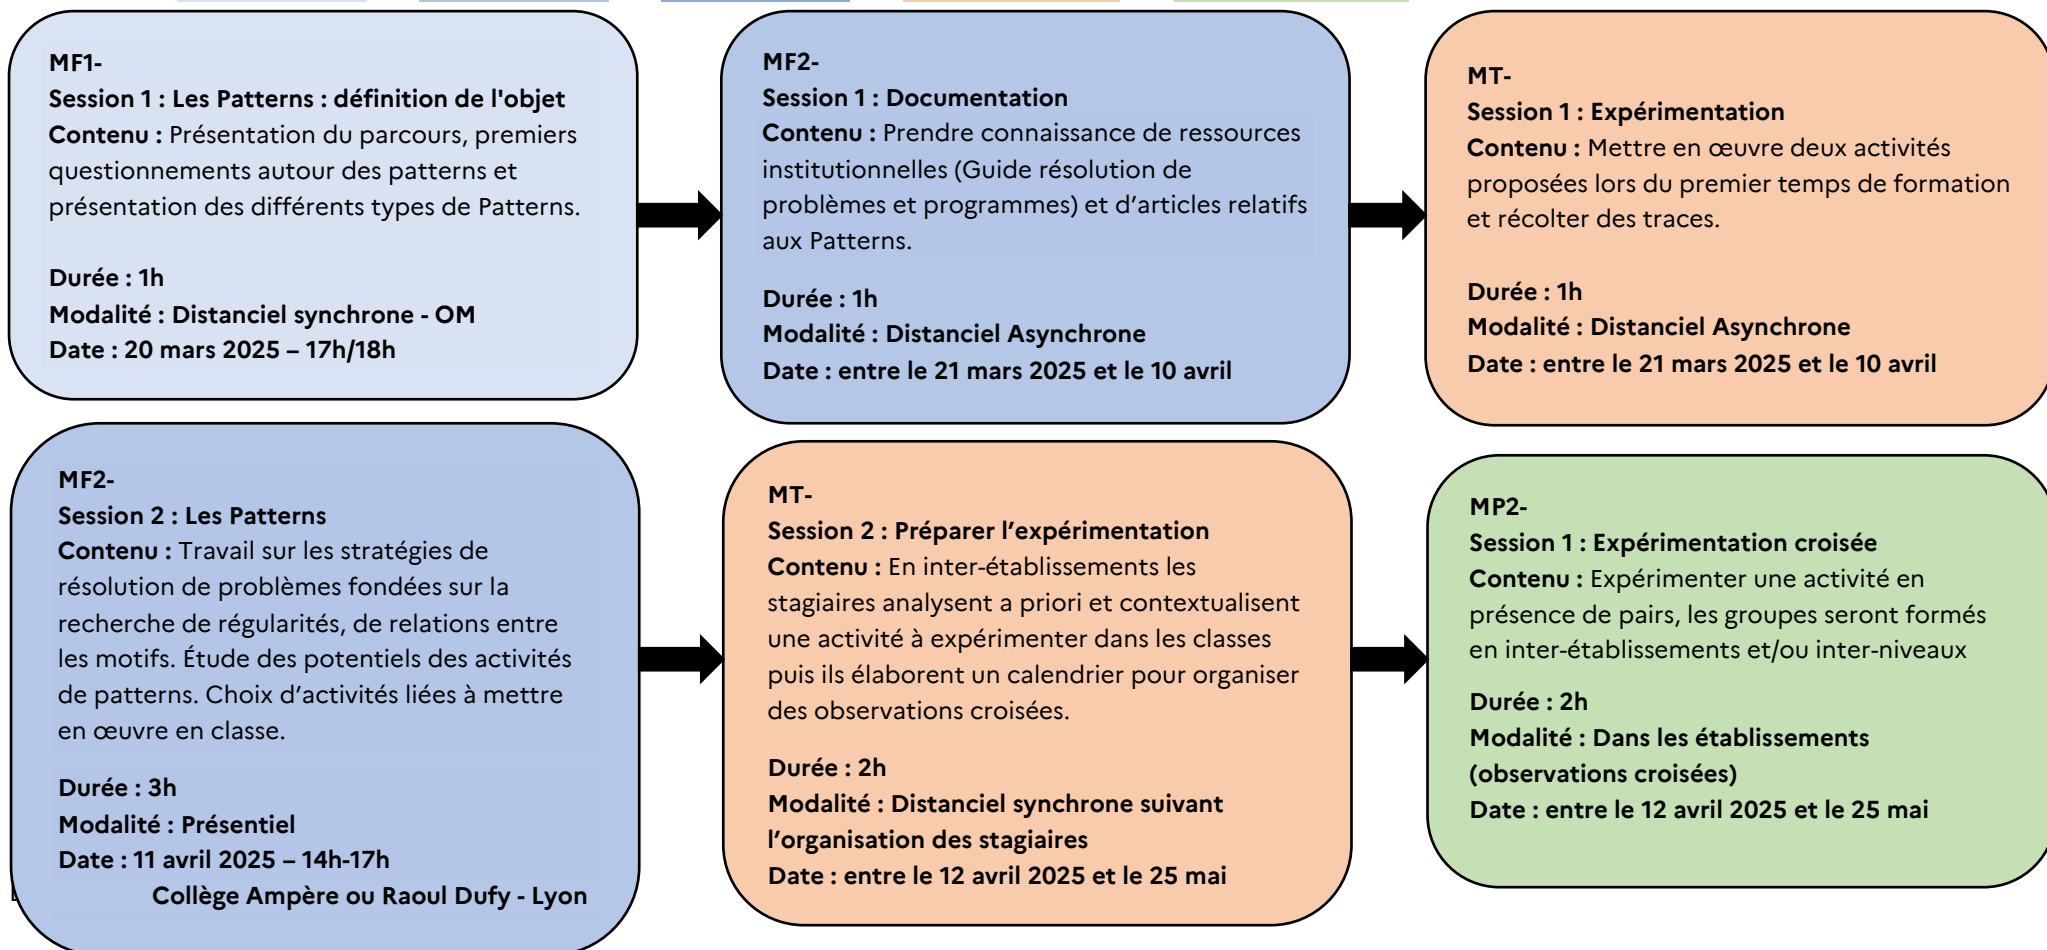 MF1-
Session 1 : Les Patterns : définition de l'objet
Contenu : Présentation du parcours, premiers
questionnements autour des patterns et
présentation des différents types de Patterns.
Durée : 1h
Modalité : Distanciel synchrone - OM
Date : 20 mars 2025 – 17h/18h
MF2-
Session 1 : Documentation
Contenu : Prendre connaissance de ressources
institutionnelles (Guide résolution de
problèmes et programmes) et d’articles relatifs
aux Patterns.
Durée : 1h
Modalité : Distanciel Asynchrone
Date : entre le 21 mars 2025 et le 10 avril
MT-
Session 1 : Expérimentation
Contenu : Mettre en œuvre deux activités
proposées lors du premier temps de formation
et récolter des traces.
Durée : 1h
Modalité : Distanciel Asynchrone
Date : entre le 21 mars 2025 et le 10 avril
MF2-
Session 2 : Les Patterns
Contenu : Travail sur les stratégies de
résolution de problèmes fondées sur la
recherche de régularités, de relations entre
les motifs. Étude des potentiels des activités
de patterns. Choix d’activités liées à mettre
en œuvre en classe.
Durée : 3h
Modalité : Présentiel
Date : 11 avril 2025 – 14h-17h
Collège Ampère ou Raoul Dufy - Lyon
MT-
Session 2 : Préparer l’expérimentation
Contenu : En inter-établissements les
stagiaires analysent a priori et contextualisent
une activité à expérimenter dans les classes
puis ils élaborent un calendrier pour organiser
des observations croisées.
Durée : 2h
Modalité : Distanciel synchrone suivant
l’organisation des stagiaires
Date : entre le 12 avril 2025 et le 25 mai
MP2-
Session 1 : Expérimentation croisée
Contenu : Expérimenter une activité en
présence de pairs, les groupes seront formés
en inter-établissements et/ou inter-niveaux
Durée : 2h
Modalité : Dans les établissements
(observations croisées)
Date : entre le 12 avril 2025 et le 25 mai